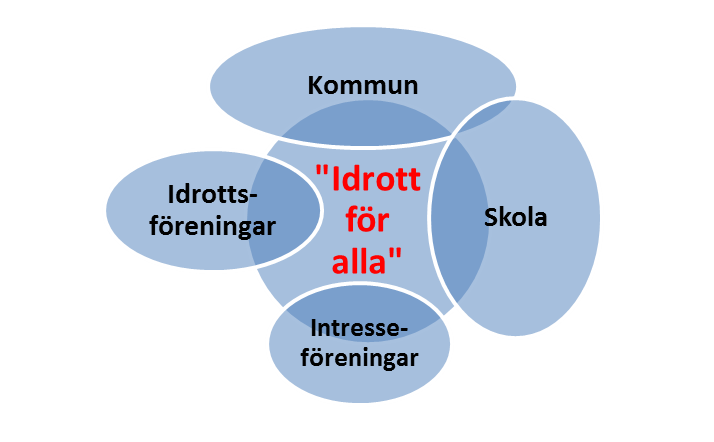 Kommun
"Idrott
för
alla"
Idrotts-
föreningar
Skola
Intresse-
föreningar